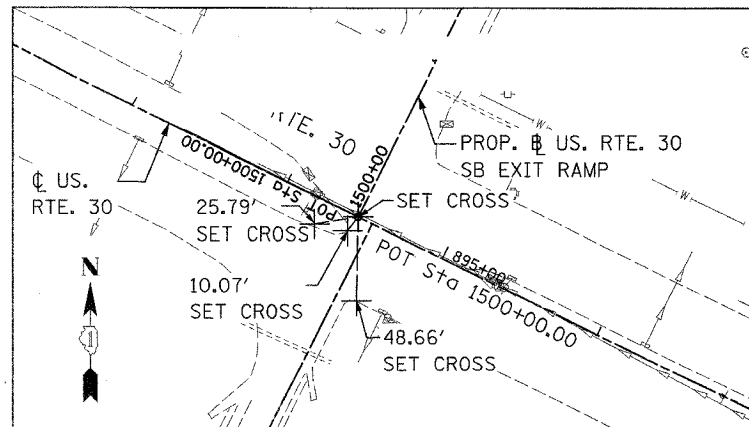 RTE. 30
1500+00
PROP. ⅊ US. RTE. 30
SB EXIT RAMP
W
W
℄ US.
RTE. 30
POT Sta 1500+00.00
SET CROSS
25.79'
SET CROSS
895+00
POT Sta 1500+00.00
N
10.07'
SET CROSS
1
48.66'
SET CROSS